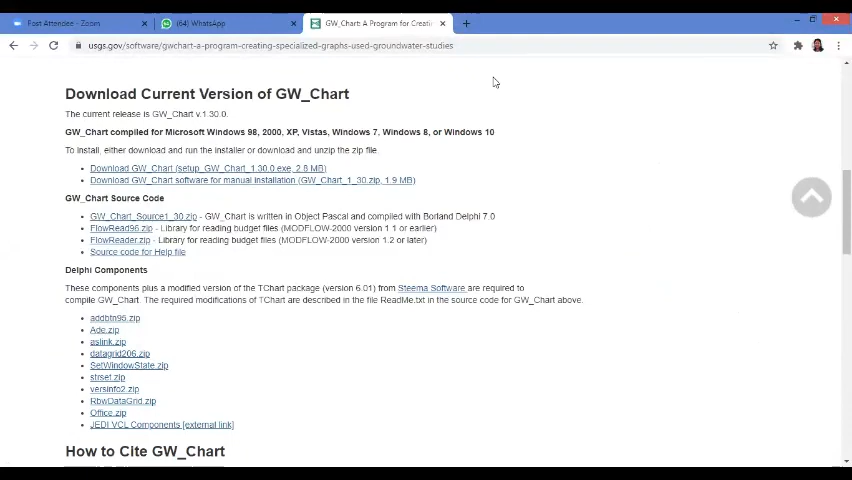 Post Attendee - Zoom
(64) WhatsApp
GW_Chart: A Program for Creatin
usgs.gov/software/gwchart-a-program-creating-specialized-graphs-used-groundwater-studies
Download Current Version of GW_Chart
The current release is GW_Chart v.1.30.0.
GW_Chart compiled for Microsoft Windows 98, 2000, XP, Vistas, Windows 7, Windows 8, or Windows 10
To install, either download and run the installer or download and unzip the zip file.
Download GW_Chart (setup_GW_Chart_1.30.0.exe, 2.8 MB)
Download GW_Chart software for manual installation (GW_Chart_1_30.zip, 1.9 MB)
GW_Chart Source Code
GW_Chart_Source1_30.zip - GW_Chart is written in Object Pascal and compiled with Borland Delphi 7.0
FlowRead96.zip - Library for reading budget files (MODFLOW-2000 version 1.1 or earlier)
FlowReader.zip - Library for reading budget files (MODFLOW-2000 version 1.2 or later)
Source code for Help file
Delphi Components
These components plus a modified version of the TChart package (version 6.01) from Steema Software are required to
compile GW_Chart. The required modifications of TChart are described in the file ReadMe.txt in the source code for GW_Chart above.
addbtn95.zip
Ade.zip
aslink.zip
datagrid206.zip
SetWindowState.zip
strset.zip
versinfo2.zip
RbwDataGrid.zip
Office.zip
JEDI VCL Components [external link]
How to Cite GW_Chart